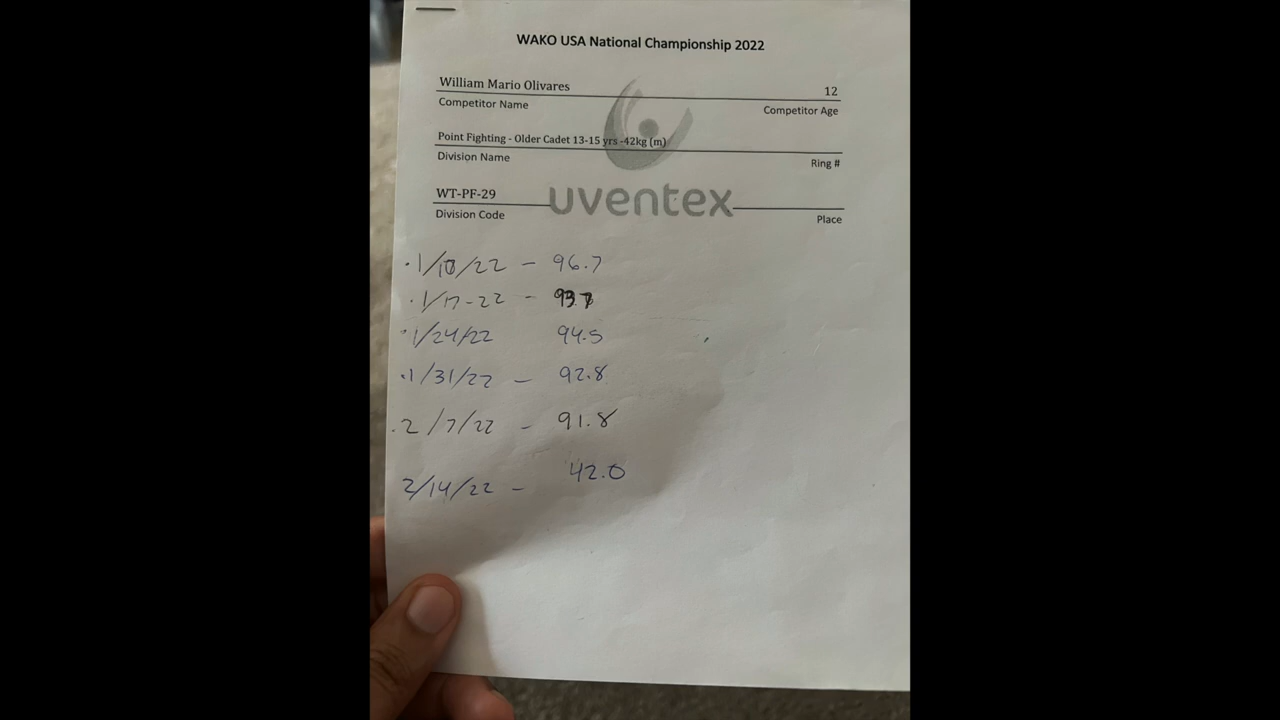 WAKO USA National Championship 2022
William Mario Olivares 12
Competitor Name Competitor Age
Point Fighting - Older Cadet 13-15 yrs -42kg (m)
Division Name Ring #
WT-PF-29
uventex
Division Code Place
·1/10/22 - 96.7
·1/17-22 - 93.7
·1/24/22 94.5
·1/31/22 - 92.8
·2/7/22 - 91.8
2/14/22 - 42.0